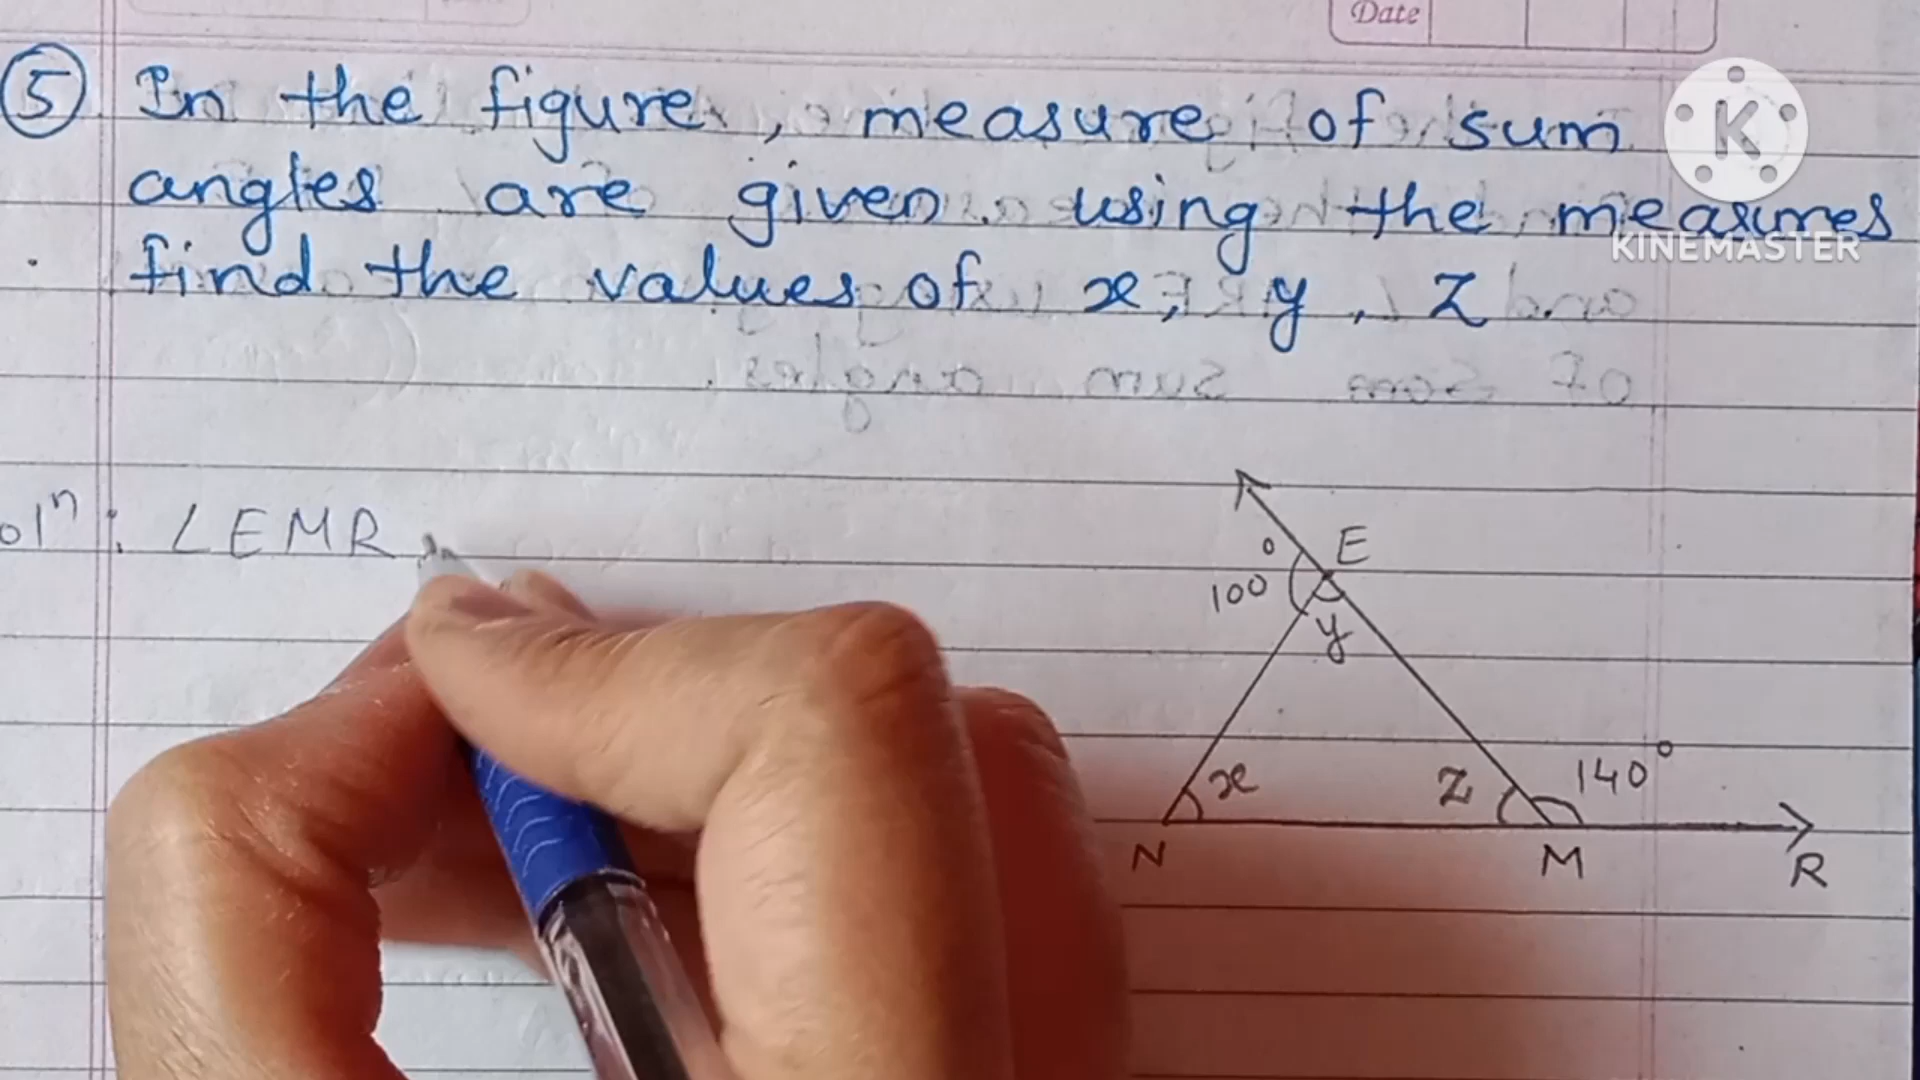 Date
5 In the figure, measure of sum
angles are given. using the measures
find the values of x, y, z
K
KINEMASTER
olⁿ: ∠EMR
E
100°
y
x
z
140°
N
M
R